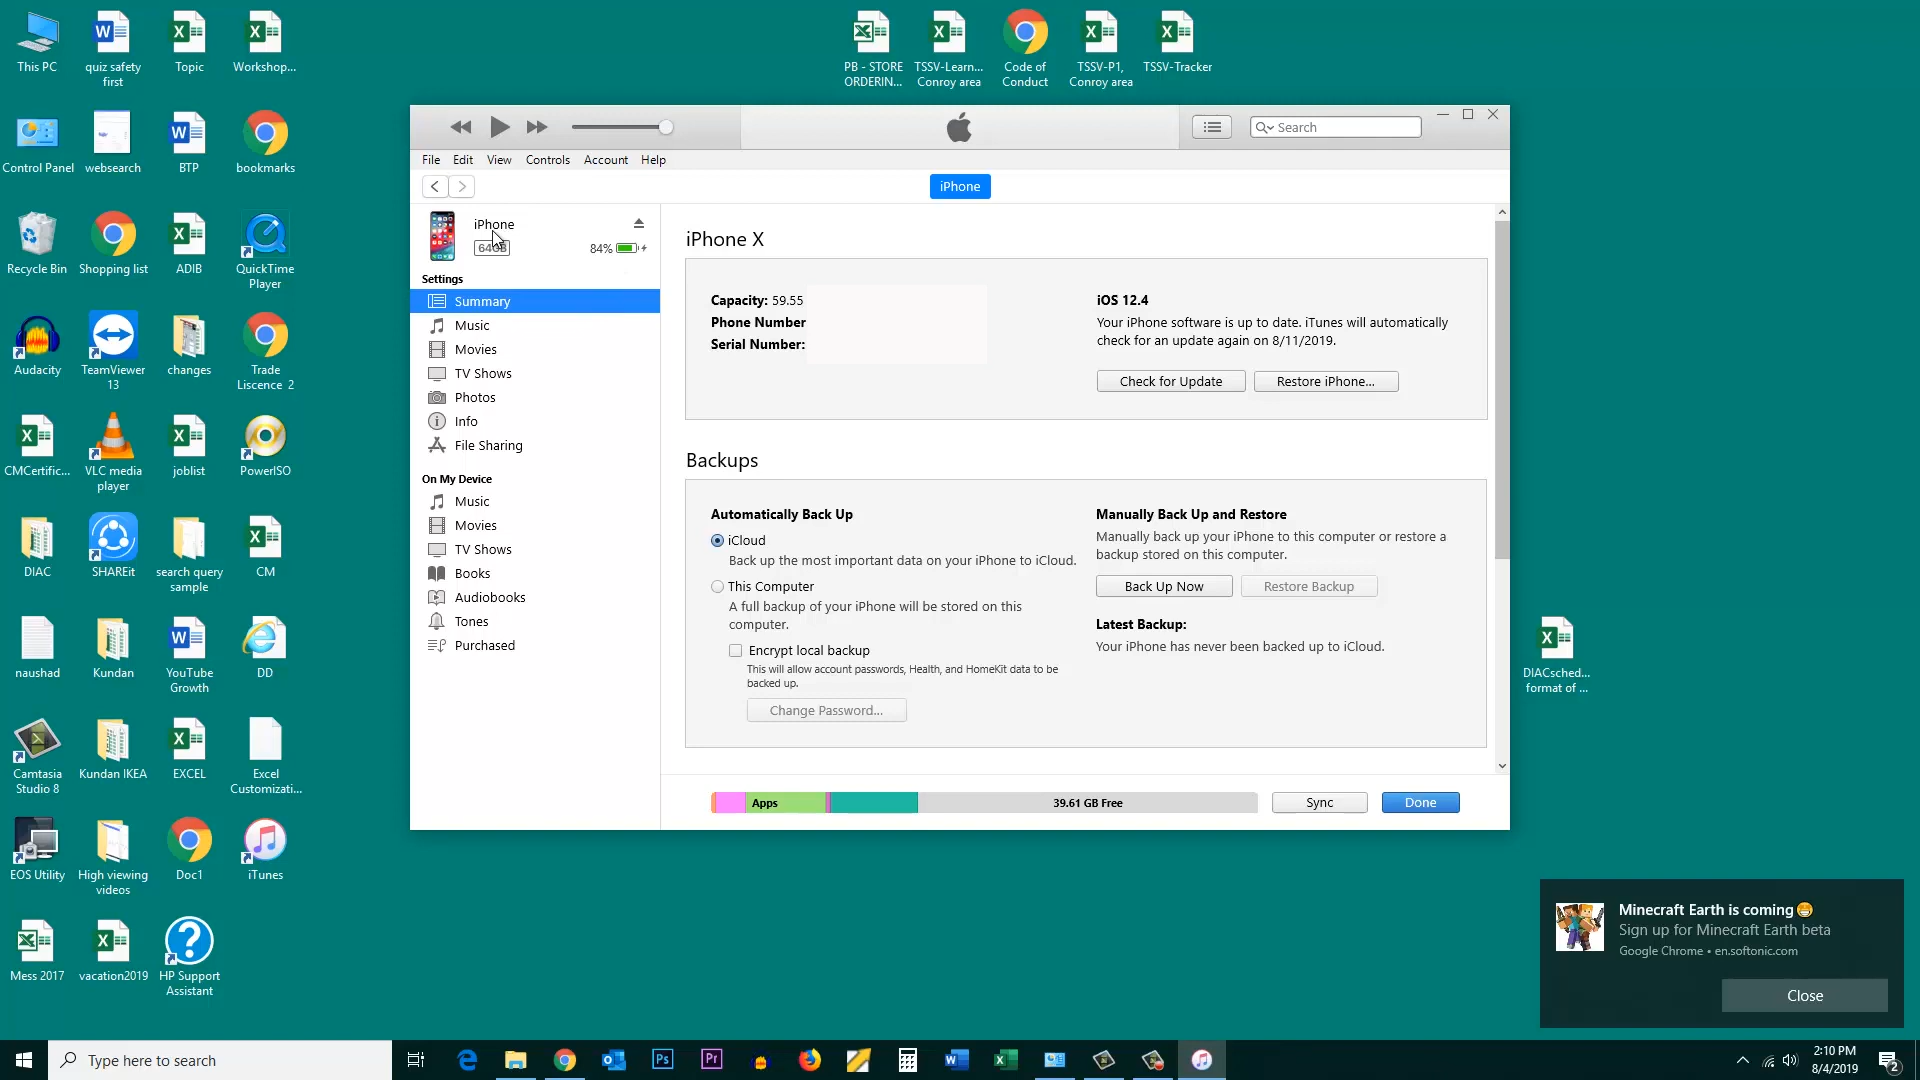 This PC
quiz safety
first
Topic
Workshop...
PB - STORE
ORDERIN...
TSSV-Learn...
Conroy area
Code of
Conduct
TSSV-P1,
Conroy area
TSSV-Tracker
Control Panel
websearch
BTP
bookmarks
Recycle Bin
Shopping list
ADIB
QuickTime
Player
Audacity
TeamViewer
13
changes
Trade
Liscence 2
CMCertific...
VLC media
player
joblist
PowerISO
DIAC
SHAREit
search query
sample
CM
naushad
Kundan
YouTube
Growth
DD
Camtasia
Studio 8
Kundan IKEA
EXCEL
Excel
Customizati...
EOS Utility
High viewing
videos
Doc1
iTunes
Mess 2017
vacation2019
HP Support
Assistant
Search
File Edit View Controls Account Help
iPhone
iPhone
64GB
84%
Settings
Summary
Music
Movies
TV Shows
Photos
Info
File Sharing
On My Device
Music
Movies
TV Shows
Books
Audiobooks
Tones
Purchased
iPhone X
Capacity: 59.55
Phone Number
Serial Number:
iOS 12.4
Your iPhone software is up to date. iTunes will automatically
check for an update again on 8/11/2019.
Check for Update
Restore iPhone...
Backups
Automatically Back Up
iCloud
Back up the most important data on your iPhone to iCloud.
This Computer
A full backup of your iPhone will be stored on this
computer.
Encrypt local backup
This will allow account passwords, Health, and HomeKit data to be
backed up.
Change Password...
Manually Back Up and Restore
Manually back up your iPhone to this computer or restore a
backup stored on this computer.
Back Up Now
Restore Backup
Latest Backup:
Your iPhone has never been backed up to iCloud.
Apps
39.61 GB Free
Sync
Done
DIACsched...
format of ...
Minecraft Earth is coming
Sign up for Minecraft Earth beta
Google Chrome • en.softonic.com
Close
Type here to search
Ps
Pr
2:10 PM
8/4/2019
2